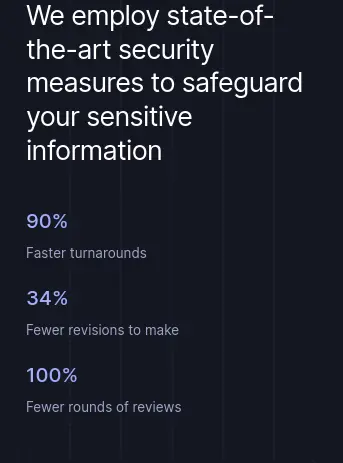 We employ state-of-
the-art security
measures to safeguard
your sensitive
information
90%
Faster turnarounds
34%
Fewer revisions to make
100%
Fewer rounds of reviews